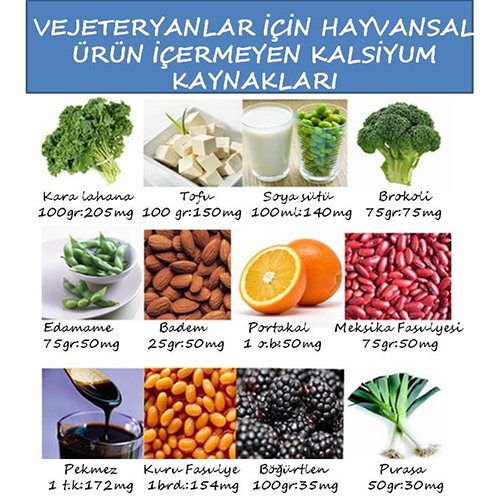 VEJETERYANLAR İÇİN HAYVANSAL
ÜRÜN İÇERMEYEN KALSİYUM
KAYNAKLARI
Kara lahana
100gr:205mg
Tofu
100 gr:150mg
Soya sütü
100ml:140mg
Brokoli
75gr:75mg
Edamame
75gr:50mg
Badem
25gr:50mg
Portakal
1 o.b:50mg
Meksika Fasulyesi
75gr:50mg
Pekmez
1 t.k:172mg
Kuru Fasulye
1brd.:154mg
Böğürtlen
100gr:35mg
Pırasa
50gr:30mg